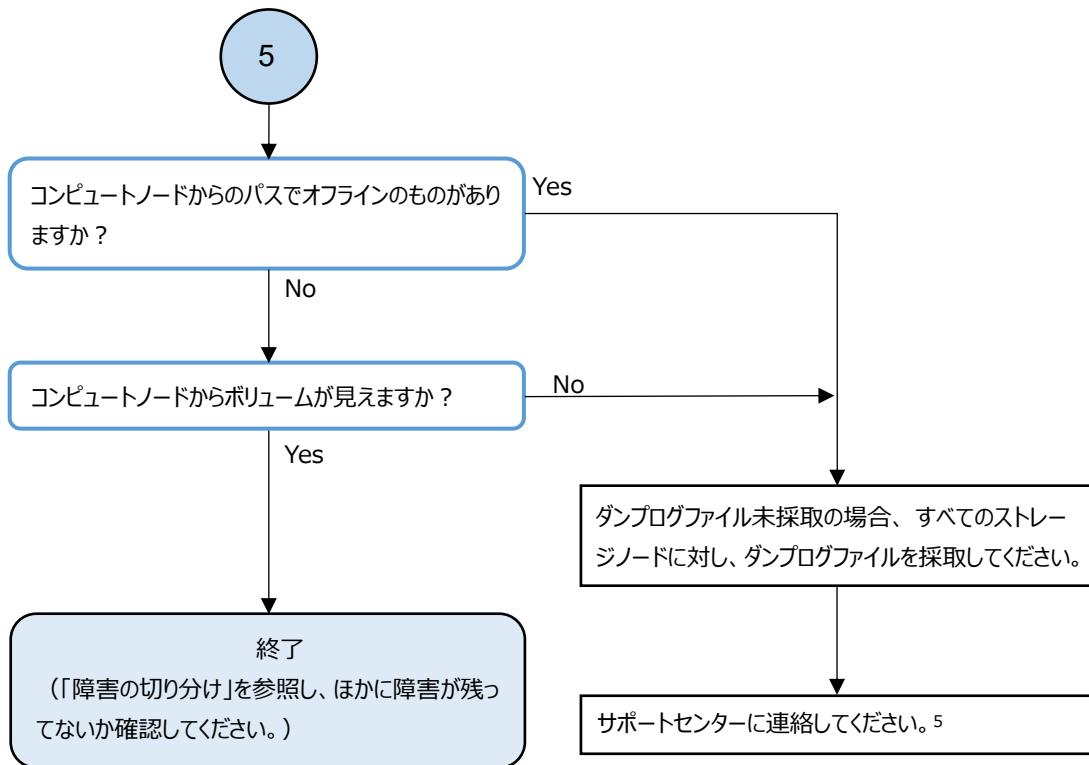 5
コンピュートノードからのパスでオフラインのものがあり
ますか？
Yes
No
コンピュートノードからボリュームが見えますか？
No
Yes
ダンプログファイル未採取の場合、すべてのストレー
ジノードに対し、ダンプログファイルを採取してください。
終了
（「障害の切り分け」を参照し、ほかに障害が残っ
てないか確認してください。）
サポートセンターに連絡してください。5